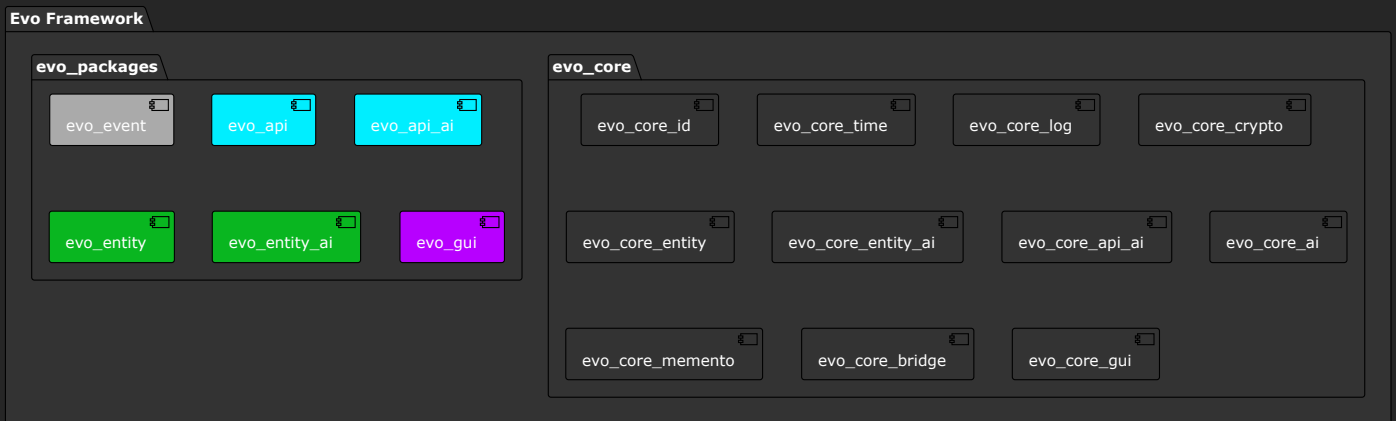 Evo Framework
evo_packages
evo_event
evo_api
evo_api_ai
evo_entity
evo_entity_ai
evo_gui
evo_core
evo_core_id
evo_core_time
evo_core_log
evo_core_crypto
evo_core_entity
evo_core_entity_ai
evo_core_api_ai
evo_core_ai
evo_core_memento
evo_core_bridge
evo_core_gui